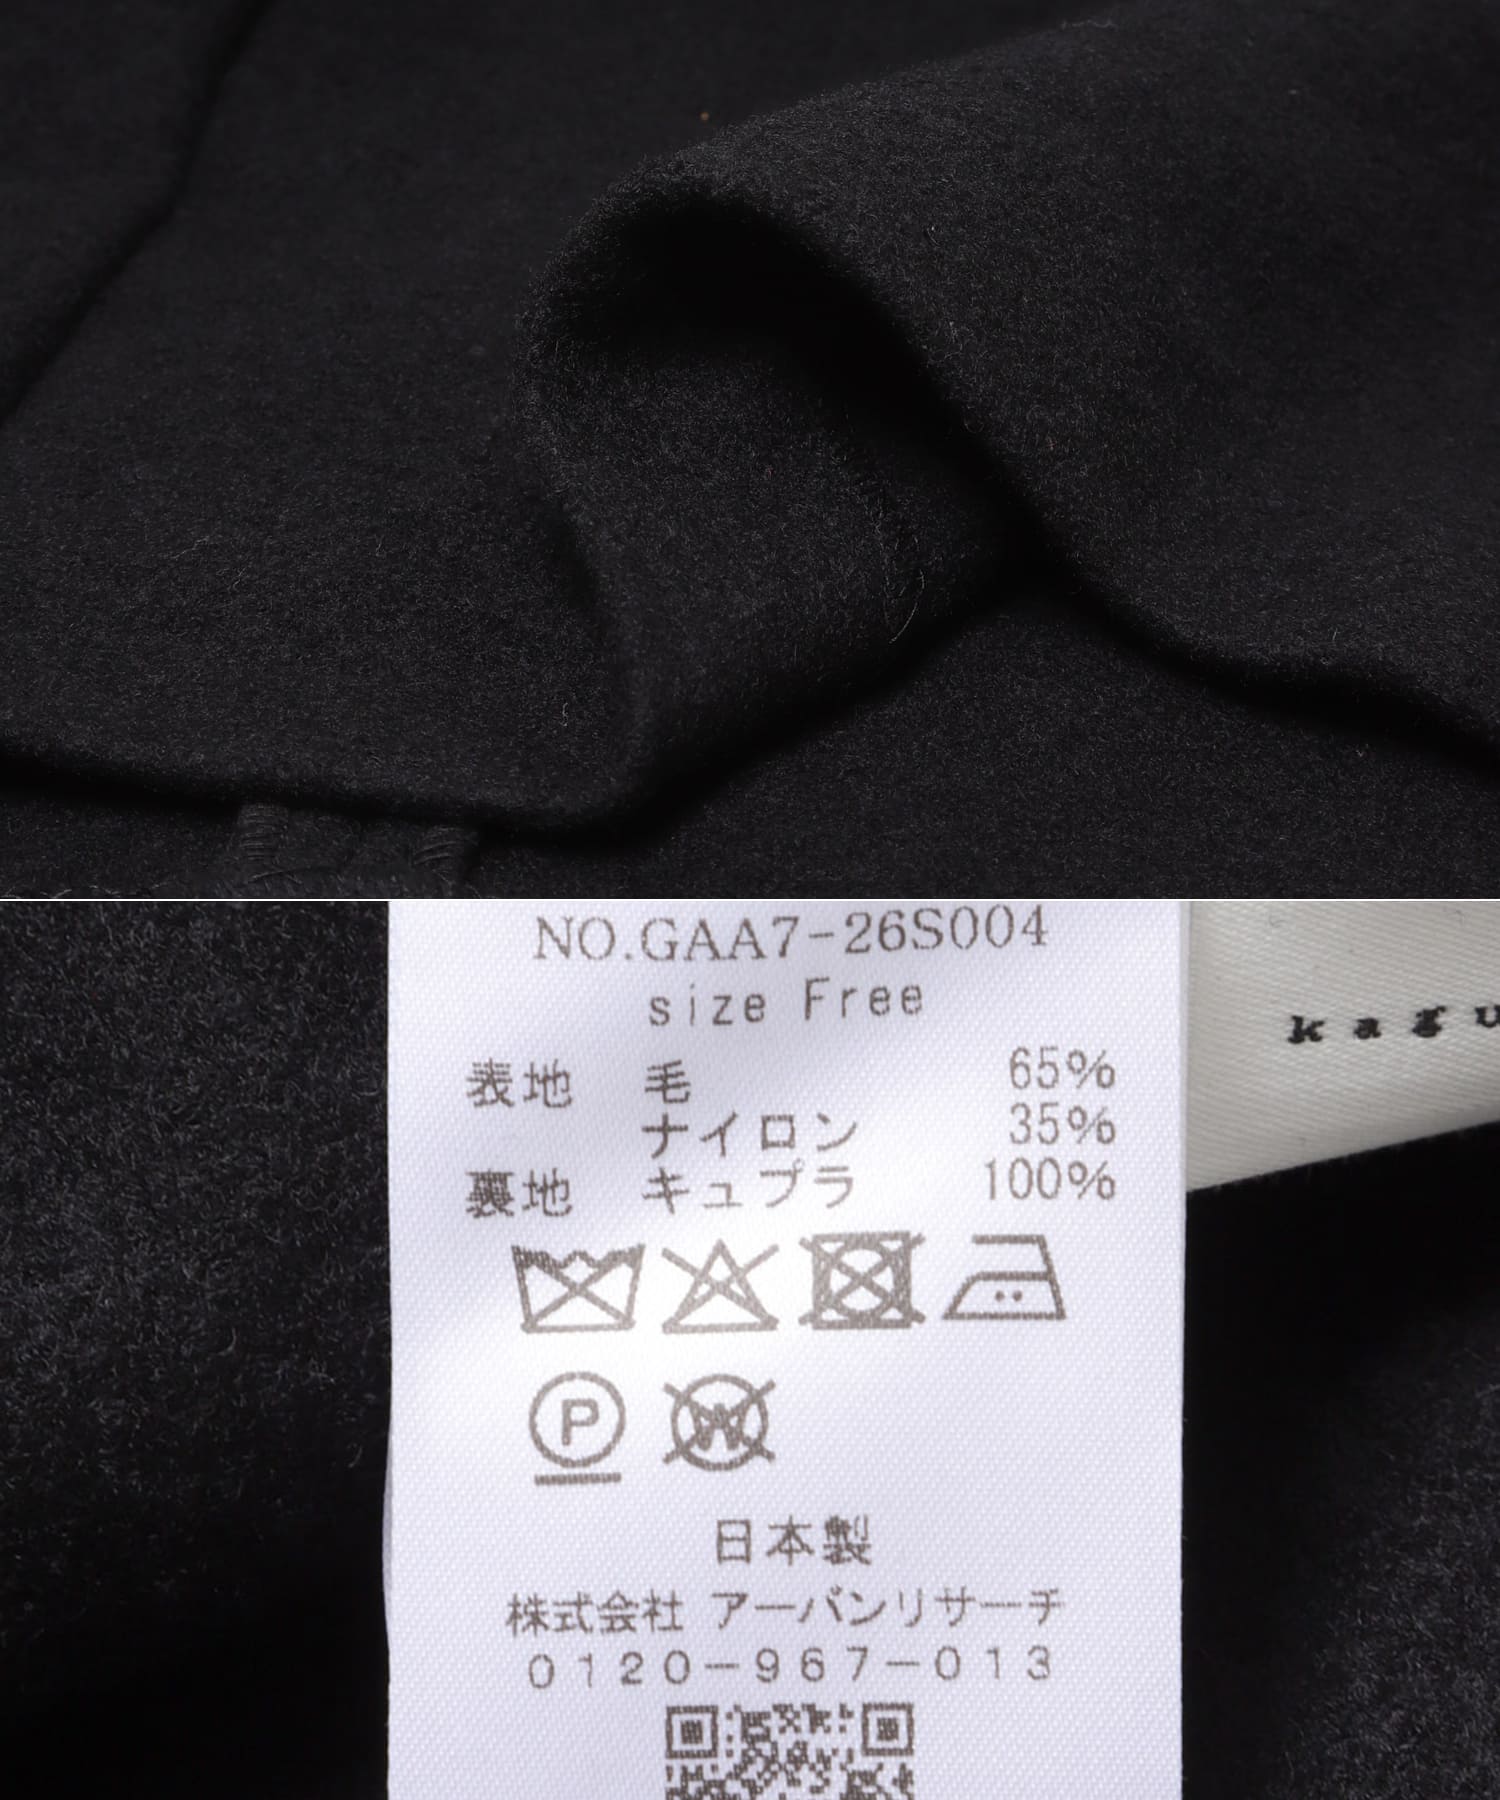 NO.GAA7-26S004
size Free
表地 毛 65%
ナイロン 35%
裏地 キュプラ 100%
P W
日本製
株式会社 アーバンリサーチ
0120-967-013
kagu